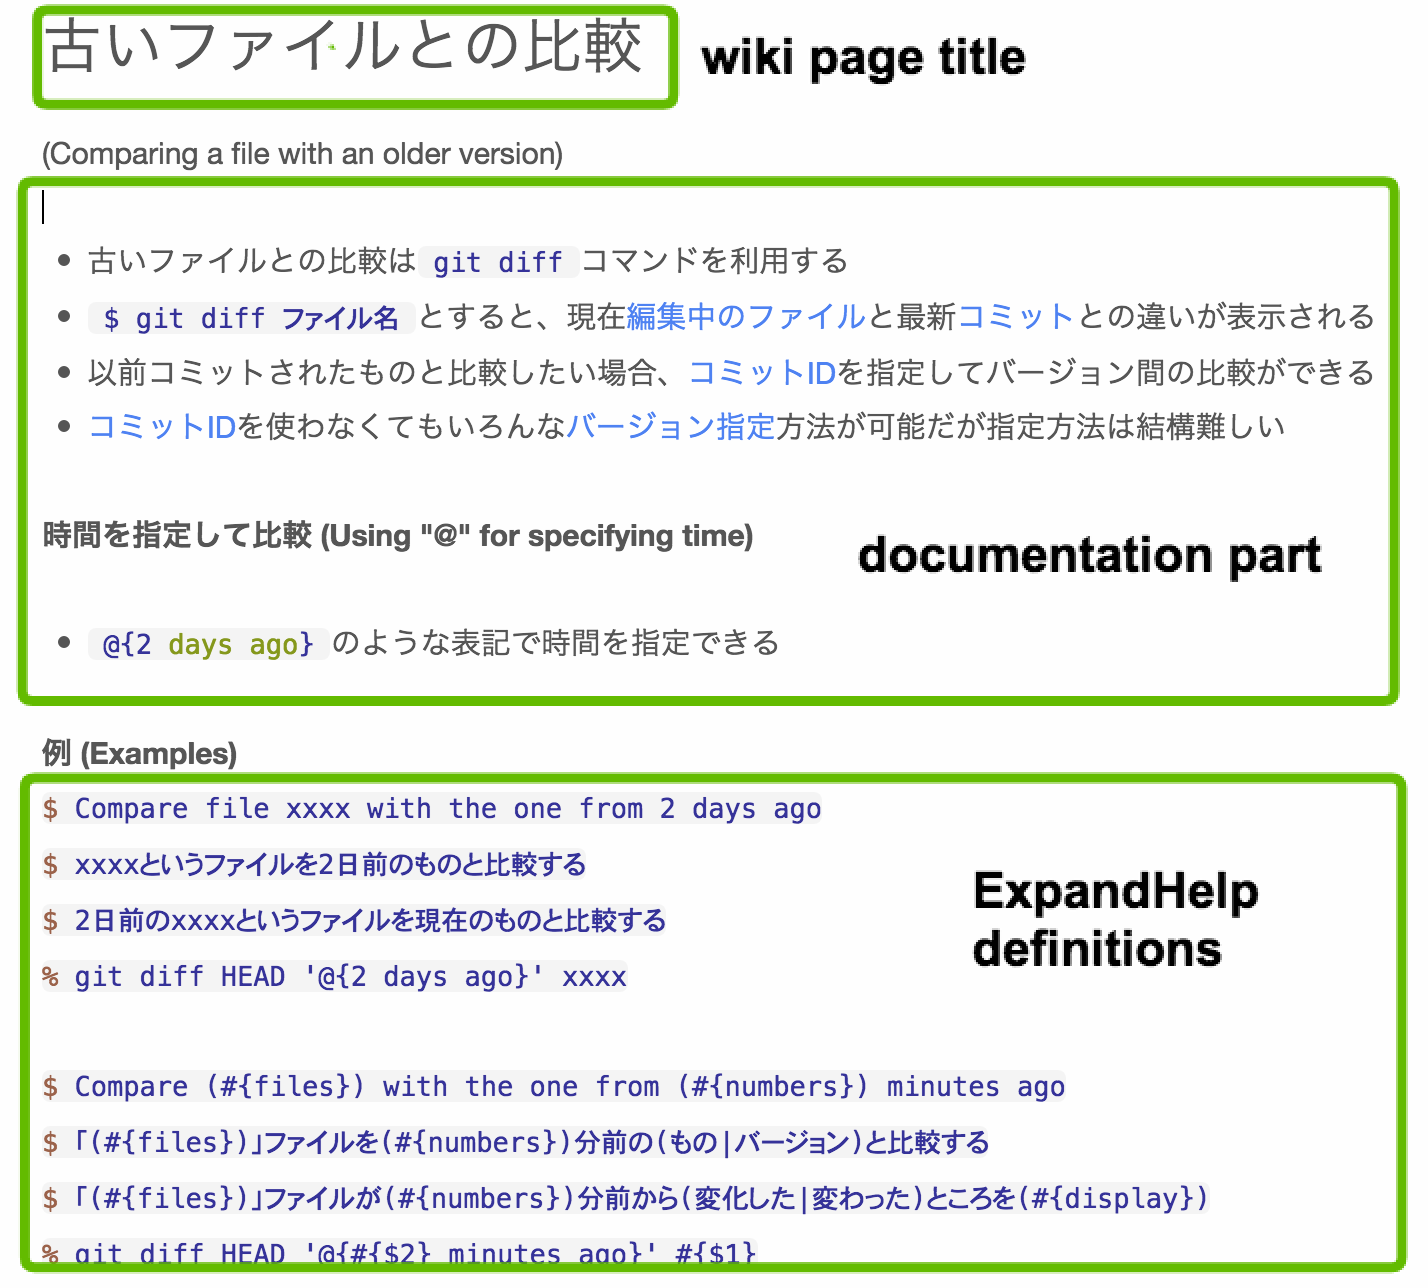 古いファイルとの比較
wiki page title
(Comparing a file with an older version)
• 古いファイルとの比較は git diff コマンドを利用する
• $ git diff ファイル名 とすると、現在編集中のファイルと最新コミットとの違いが表示される
• 以前コミットされたものと比較したい場合、コミットIDを指定してバージョン間の比較ができる
• コミットIDを使わなくてもいろんなバージョン指定方法が可能だが指定方法は結構難しい
時間を指定して比較 (Using "@" for specifying time)
documentation part
• @{2 days ago} のような表記で時間を指定できる
例 (Examples)
$ Compare file xxxx with the one from 2 days ago
$ xxxxというファイルを2日前のものと比較する
$ 2日前のxxxxというファイルを現在のものと比較する
% git diff HEAD '@{2 days ago}' xxxx
ExpandHelp
definitions
$ Compare (#{files}) with the one from (#{numbers}) minutes ago
$ 「(#{files})」ファイルを(#{numbers})分前の(もの|バージョン)と比較する
$ 「(#{files})」ファイルが(#{numbers})分前から(変化した|変わった)ところを(#{display})
% git diff HEAD '@{#{$2} minutes ago}' #{$1}